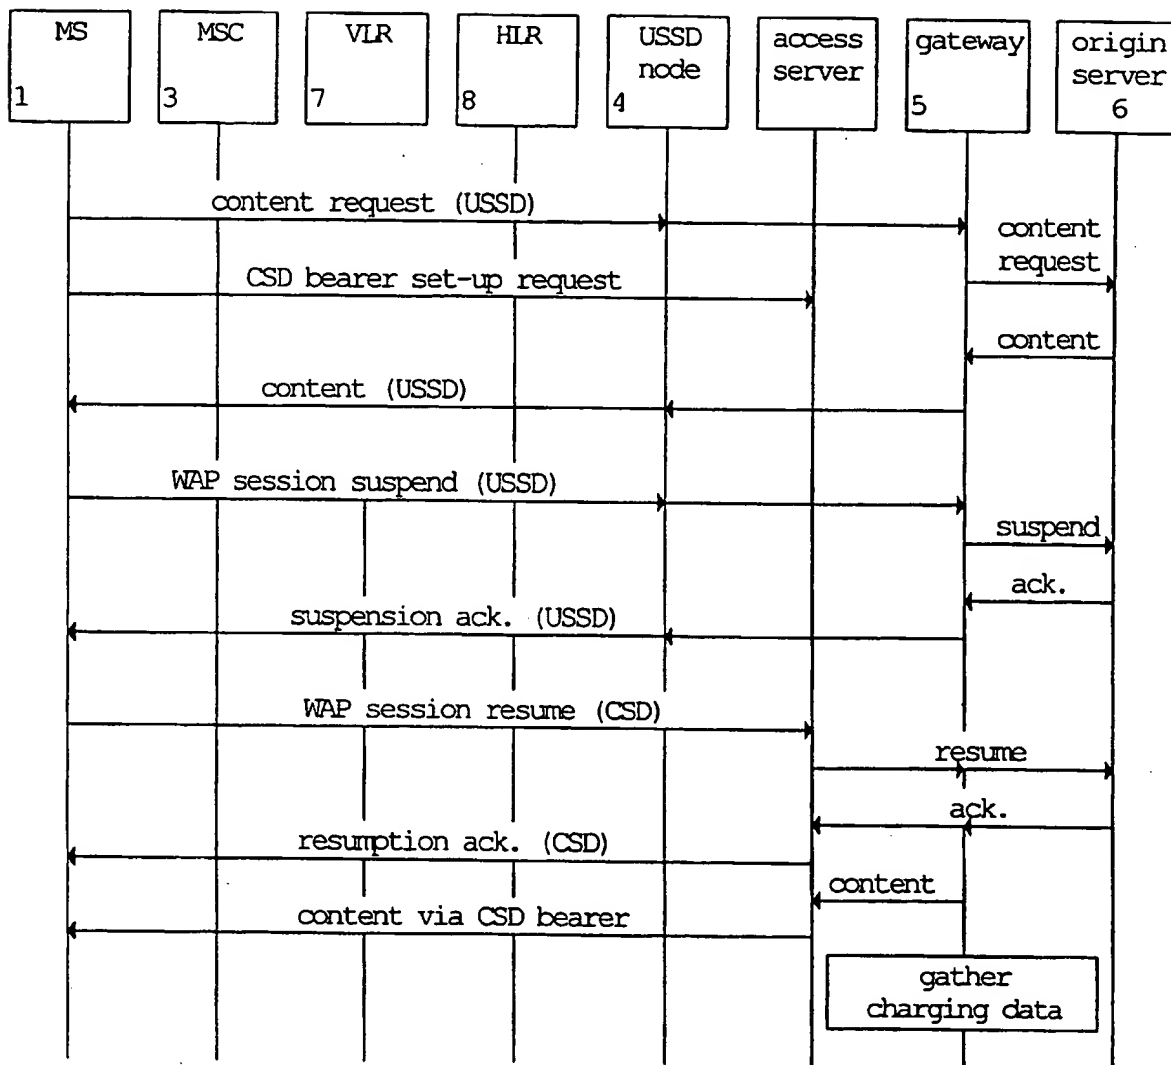 MS
1
MSC
3
VLR
7
HLR
8
USSD
node
4
access
server
gateway
5
origin
server
6
content request (USSD)
content
request
CSD bearer set-up request
content
content (USSD)
WAP session suspend (USSD)
suspend
ack.
suspension ack. (USSD)
WAP session resume (CSD)
resume
ack.
resumption ack. (CSD)
content
content via CSD bearer
gather
charging data